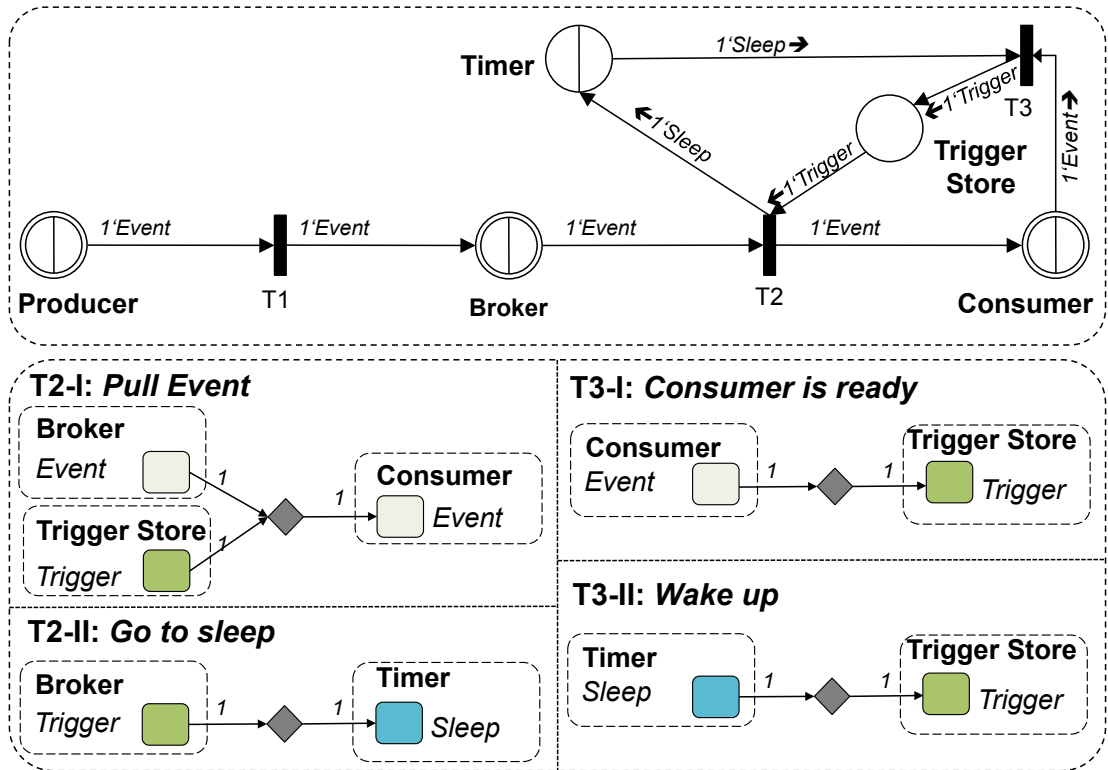 Timer
1‘Sleep➔
T3
1‘Trigger
🡸
1‘Sleep
🡸
1‘Trigger
🡸
Trigger
Store
1‘Event➔
1‘Event
1‘Event
1‘Event
1‘Event
Producer
T1
Broker
T2
Consumer
T2-I: Pull Event
Broker
Event
1
Trigger Store
Trigger
1
1
Consumer
Event
T3-I: Consumer is ready
Consumer
Event
1
1
Trigger Store
Trigger
T2-II: Go to sleep
Broker
Trigger
1
1
Timer
Sleep
T3-II: Wake up
Timer
Sleep
1
1
Trigger Store
Trigger